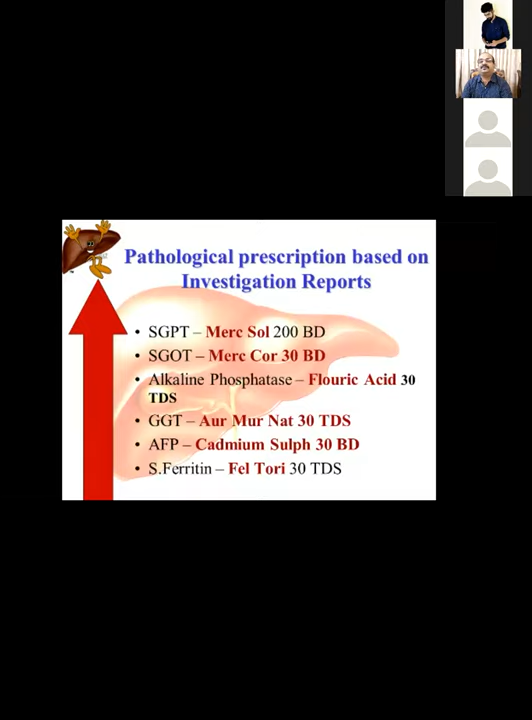 Pathological prescription based on
Investigation Reports
• SGPT – Merc Sol 200 BD
• SGOT – Merc Cor 30 BD
• Alkaline Phosphatase – Flouric Acid 30
TDS
• GGT – Aur Mur Nat 30 TDS
• AFP – Cadmium Sulph 30 BD
• S.Ferritin – Fel Tori 30 TDS